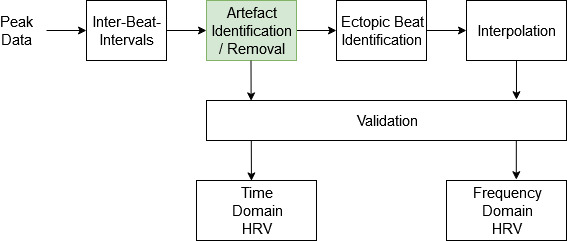 Peak
Data
Inter-Beat-
Intervals
Artefact
Identification
/ Removal
Ectopic Beat
Identification
Interpolation
Validation
Time
Domain
HRV
Frequency
Domain
HRV